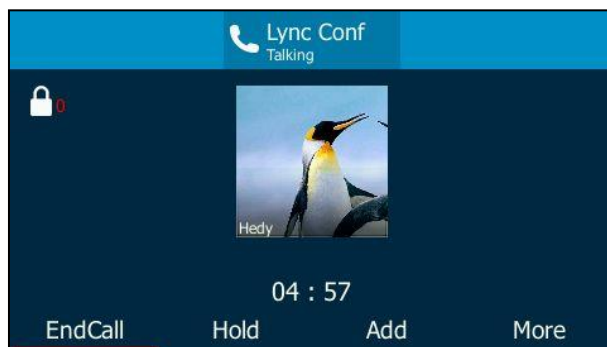 Lync Conf
Talking
0
Hedy
04 : 57
EndCall Hold Add More